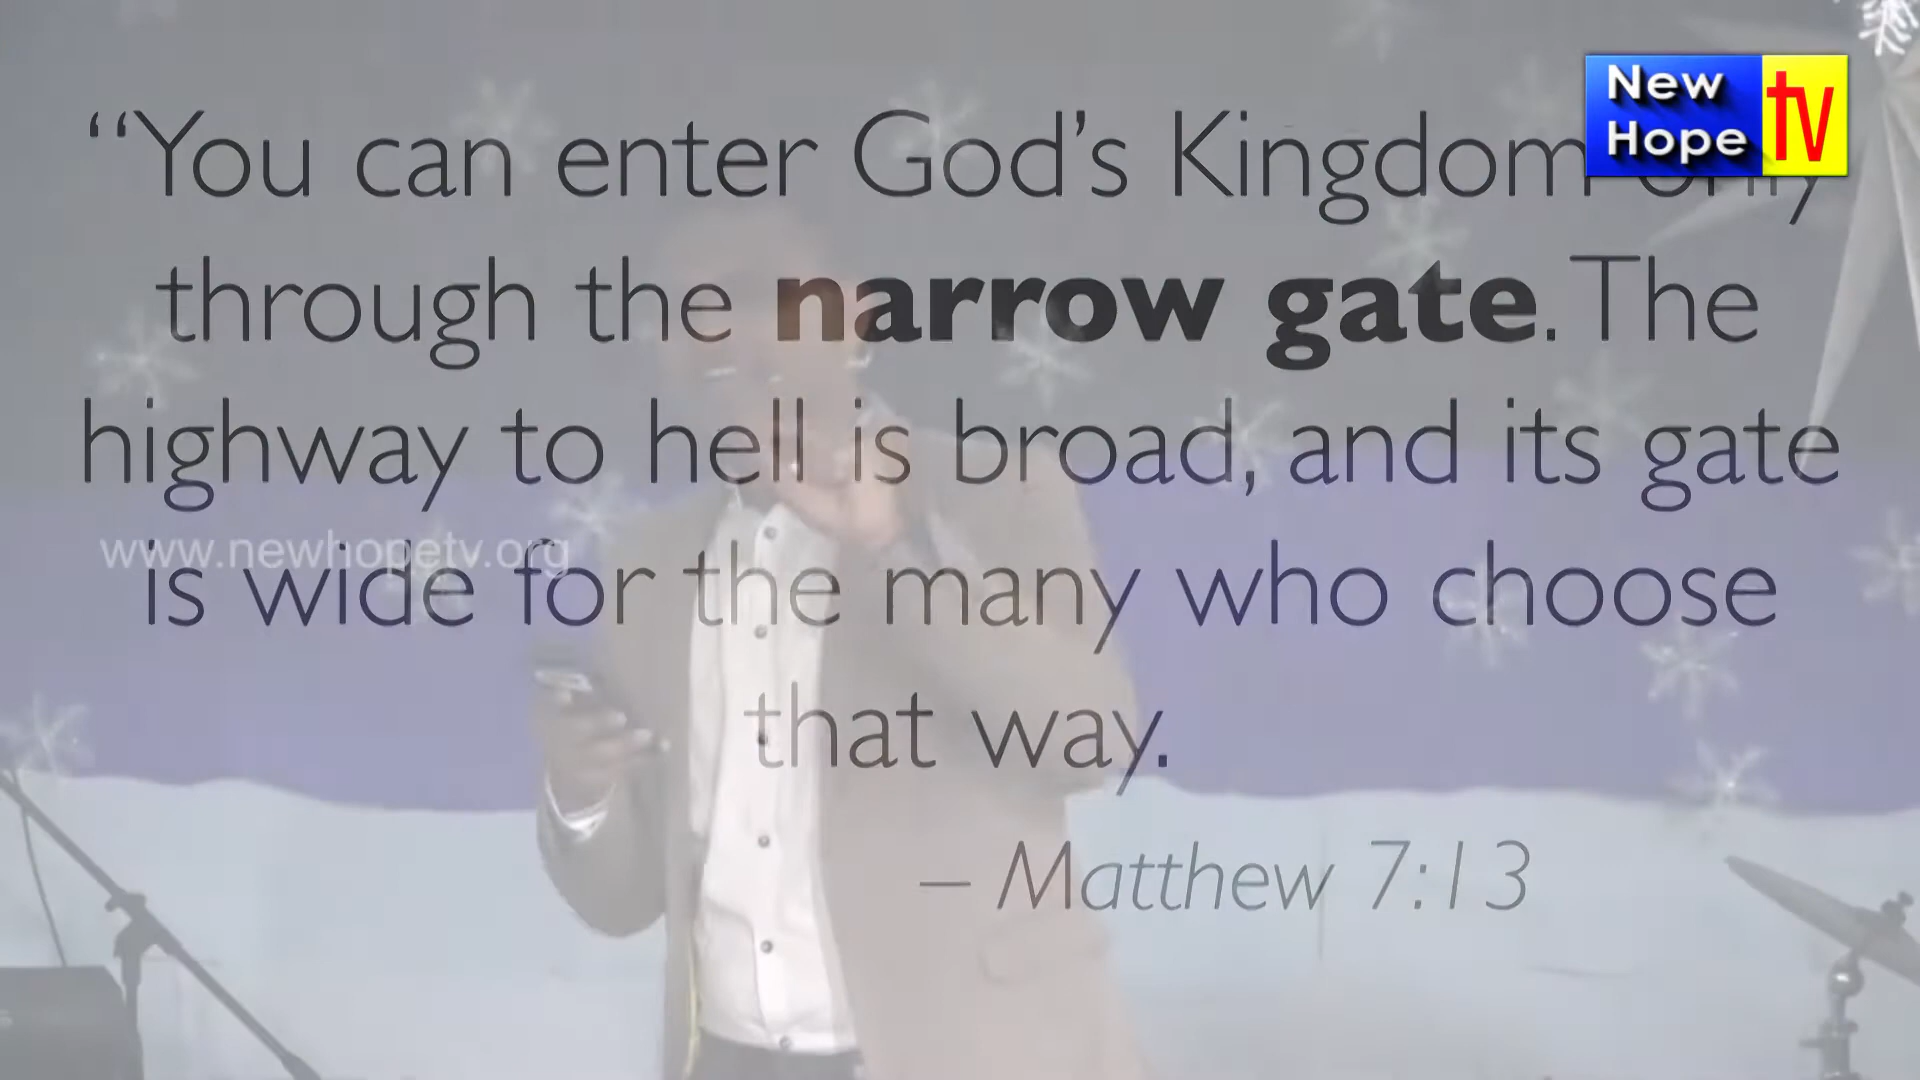 New
Hope
tv
“You can enter God’s Kingdom only
through the narrow gate. The
highway to hell is broad, and its gate
www.newhopetv.org
is wide for the many who choose
that way.
– Matthew 7:13